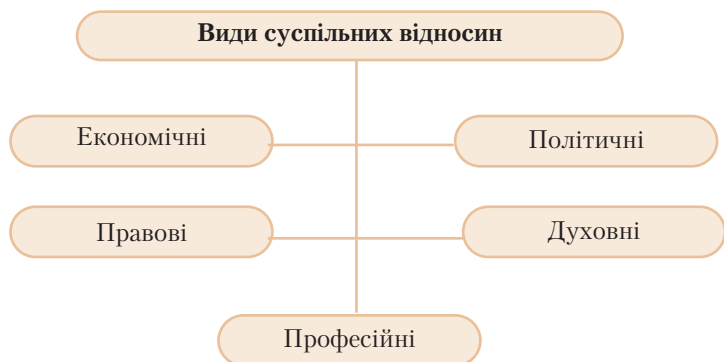 Види суспільних відносин
Економічні
Політичні
Правові
Духовні
Професійні